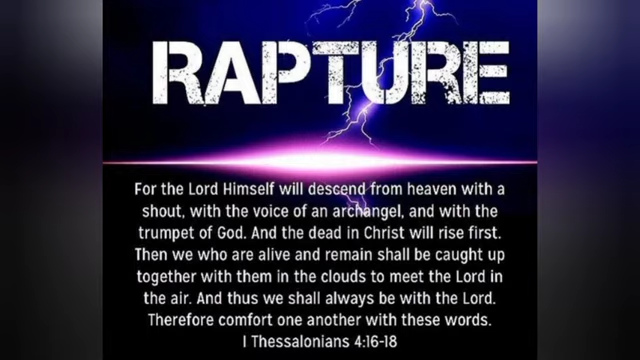 RAPTURE
For the Lord Himself will descend from heaven with a
shout, with the voice of an archangel, and with the
trumpet of God. And the dead in Christ will rise first.
Then we who are alive and remain shall be caught up
together with them in the clouds to meet the Lord in
the air. And thus we shall always be with the Lord.
Therefore comfort one another with these words.
I Thessalonians 4:16-18